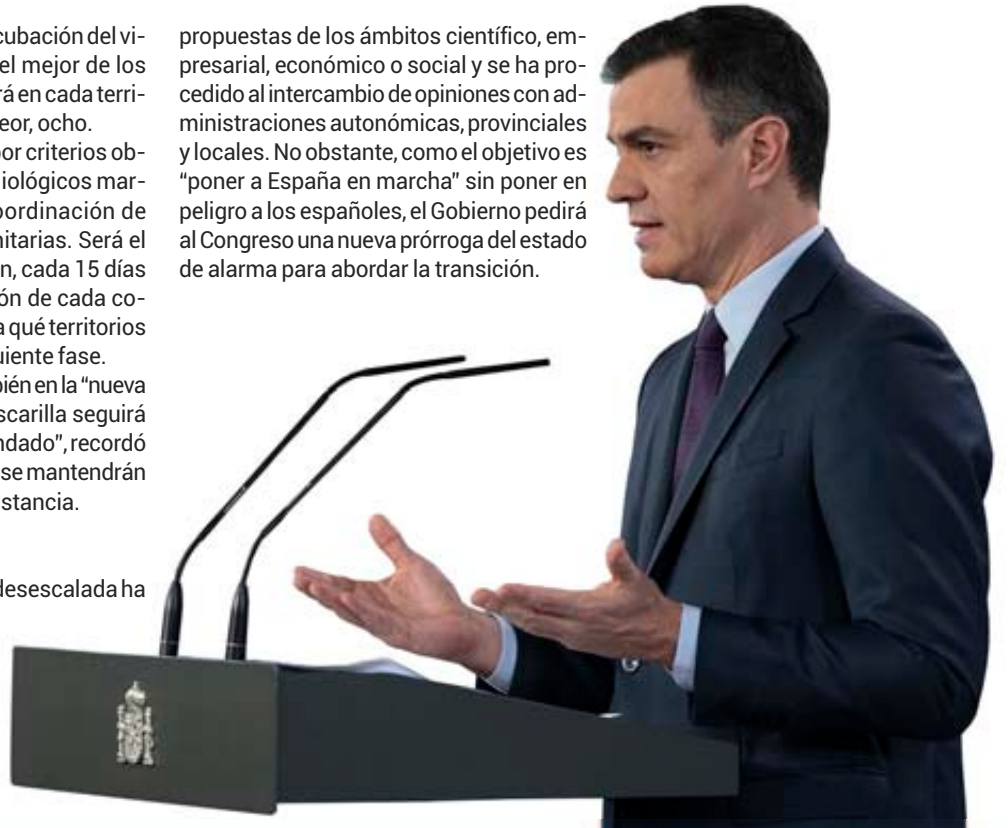 cubación del vi-
el mejor de los
rá en cada terri-
eor, ocho.
por criterios ob-
iológicos mar-
oordinación de
nitarias. Será el
n, cada 15 días
ón de cada co-
a qué territorios
uiente fase.
bién en la “nueva
scarilla seguirá
ndado”, recordó
se mantendrán
stancia.
desescalada ha
propuestas de los ámbitos científico, em-
presarial, económico o social y se ha pro-
cedido al intercambio de opiniones con ad-
ministraciones autonómicas, provinciales
y locales. No obstante, como el objetivo es
“poner a España en marcha” sin poner en
peligro a los españoles, el Gobierno pedirá
al Congreso una nueva prórroga del estado
de alarma para abordar la transición.